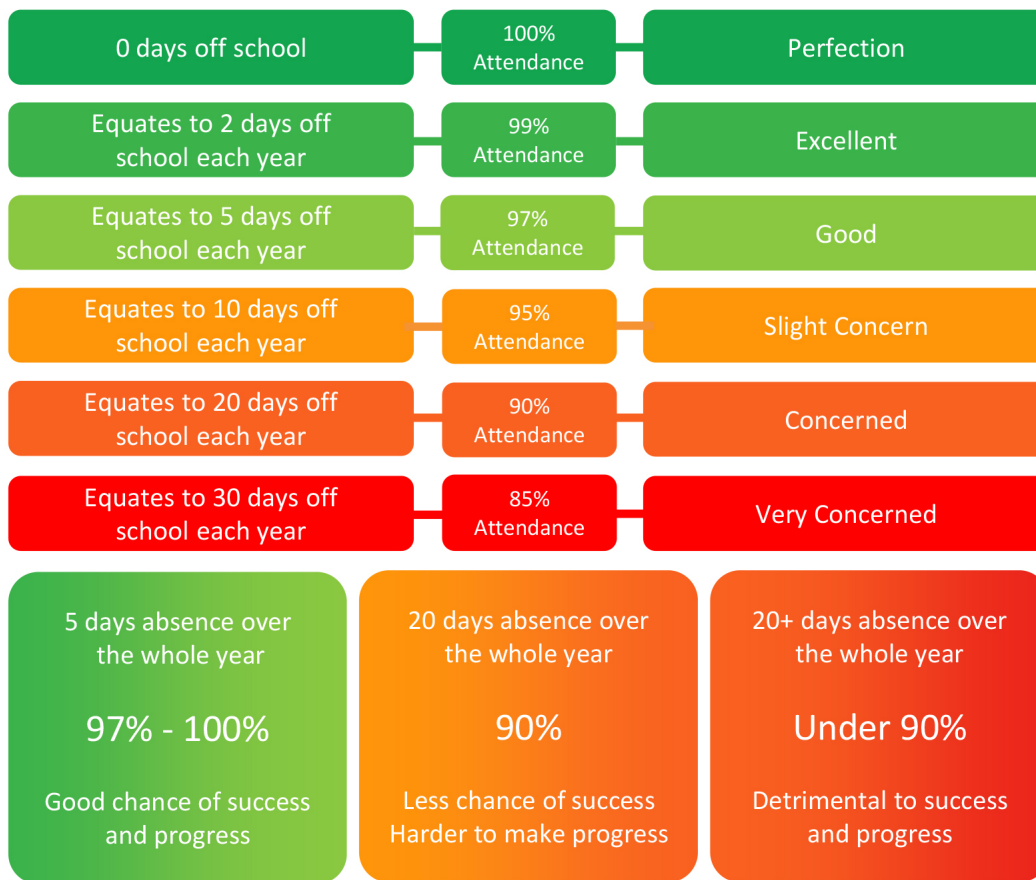 0 days off school
100%
Attendance
Perfection
Equates to 2 days off
school each year
99%
Attendance
Excellent
Equates to 5 days off
school each year
97%
Attendance
Good
Equates to 10 days off
school each year
95%
Attendance
Slight Concern
Equates to 20 days off
school each year
90%
Attendance
Concerned
Equates to 30 days off
school each year
85%
Attendance
Very Concerned
5 days absence over
the whole year
97% - 100%
Good chance of success
and progress
20 days absence over
the whole year
90%
Less chance of success
Harder to make progress
20+ days absence over
the whole year
Under 90%
Detrimental to success
and progress